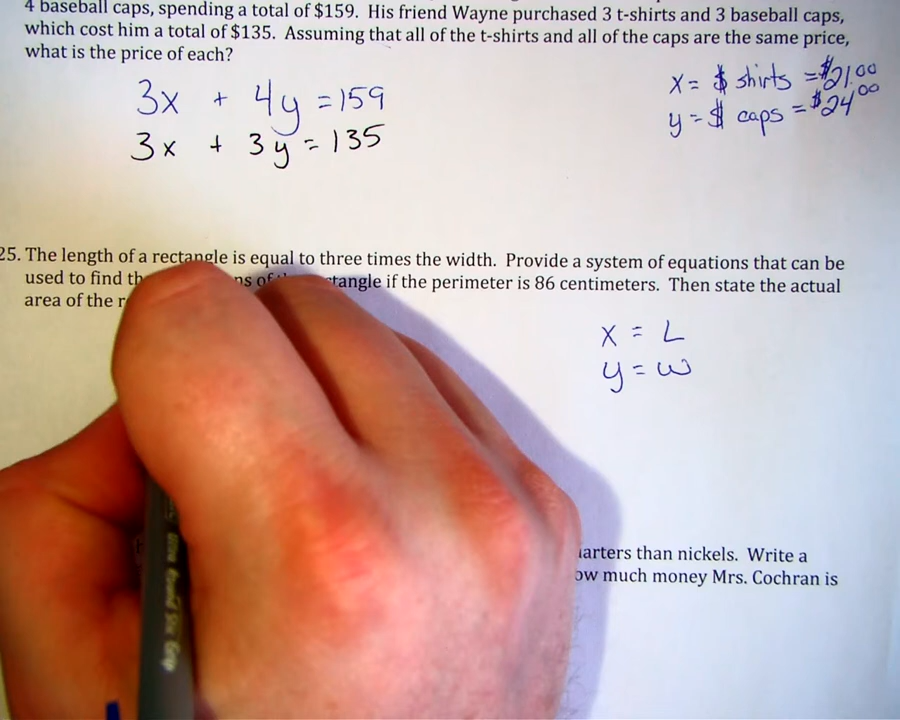 4 baseball caps, spending a total of $159. His friend Wayne purchased 3 t-shirts and 3 baseball caps,
which cost him a total of $135. Assuming that all of the t-shirts and all of the caps are the same price,
what is the price of each?
3x + 4y = 159
3x + 3y = 135
x = $ shirts = $21.00
y = $ caps = $24.00
25. The length of a rectangle is equal to three times the width. Provide a system of equations that can be
used to find if the perimeter is 86 centimeters. Then state the actual
area of the
x = L
y = w
than nickels. Write a
much money Mrs. Cochran is